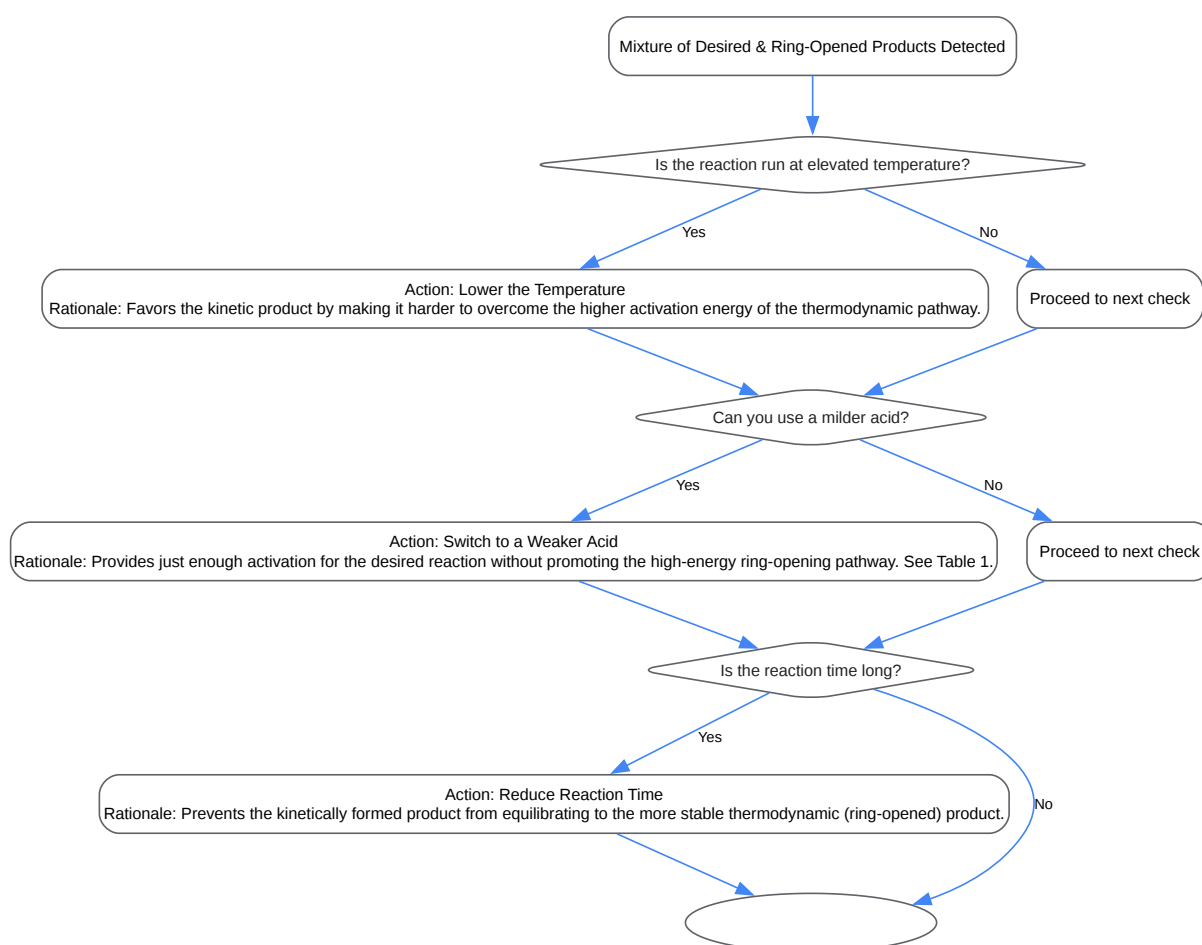 Mixture of Desired & Ring-Opened Products Detected
Is the reaction run at elevated temperature?
Yes
No
Action: Lower the Temperature
Rationale: Favors the kinetic product by making it harder to overcome the higher activation energy of the thermodynamic pathway.
Proceed to next check
Can you use a milder acid?
Yes
No
Action: Switch to a Weaker Acid
Rationale: Provides just enough activation for the desired reaction without promoting the high-energy ring-opening pathway. See Table 1.
Proceed to next check
Is the reaction time long?
Yes
Action: Reduce Reaction Time
Rationale: Prevents the kinetically formed product from equilibrating to the more stable thermodynamic (ring-opened) product.
No